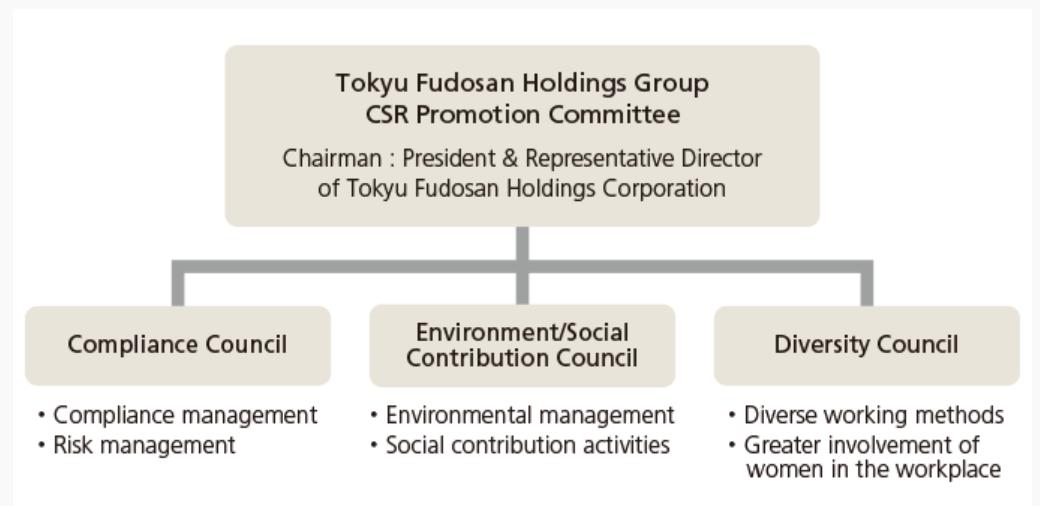 Tokyu Fudosan Holdings Group
CSR Promotion Committee
Chairman : President & Representative Director
of Tokyu Fudosan Holdings Corporation
Compliance Council
• Compliance management
• Risk management
Environment/Social
Contribution Council
• Environmental management
• Social contribution activities
Diversity Council
• Diverse working methods
• Greater involvement of
women in the workplace